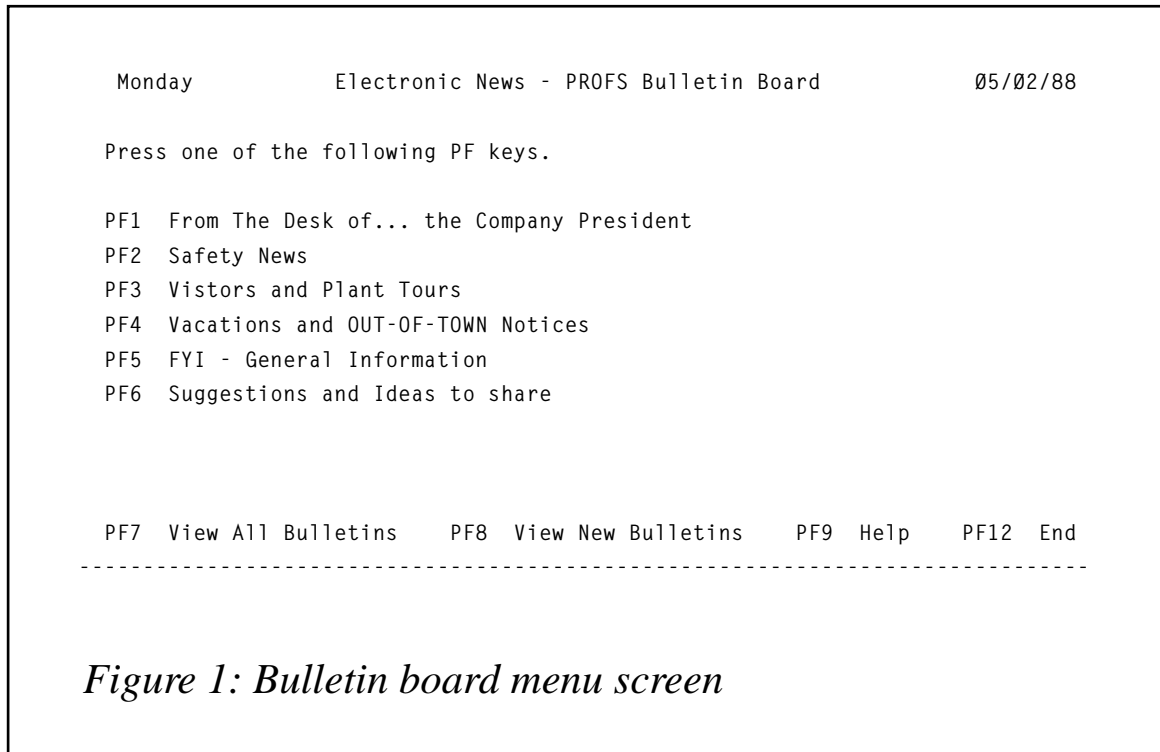 Monday Electronic News - PROFS Bulletin Board Ø5/Ø2/88
Press one of the following PF keys.
PF1 From The Desk of... the Company President
PF2 Safety News
PF3 Vistors and Plant Tours
PF4 Vacations and OUT-OF-TOWN Notices
PF5 FYI - General Information
PF6 Suggestions and Ideas to share
PF7 View All Bulletins PF8 View New Bulletins PF9 Help PF12 End
--------------------------------------------------------------------------------
Figure 1: Bulletin board menu screen